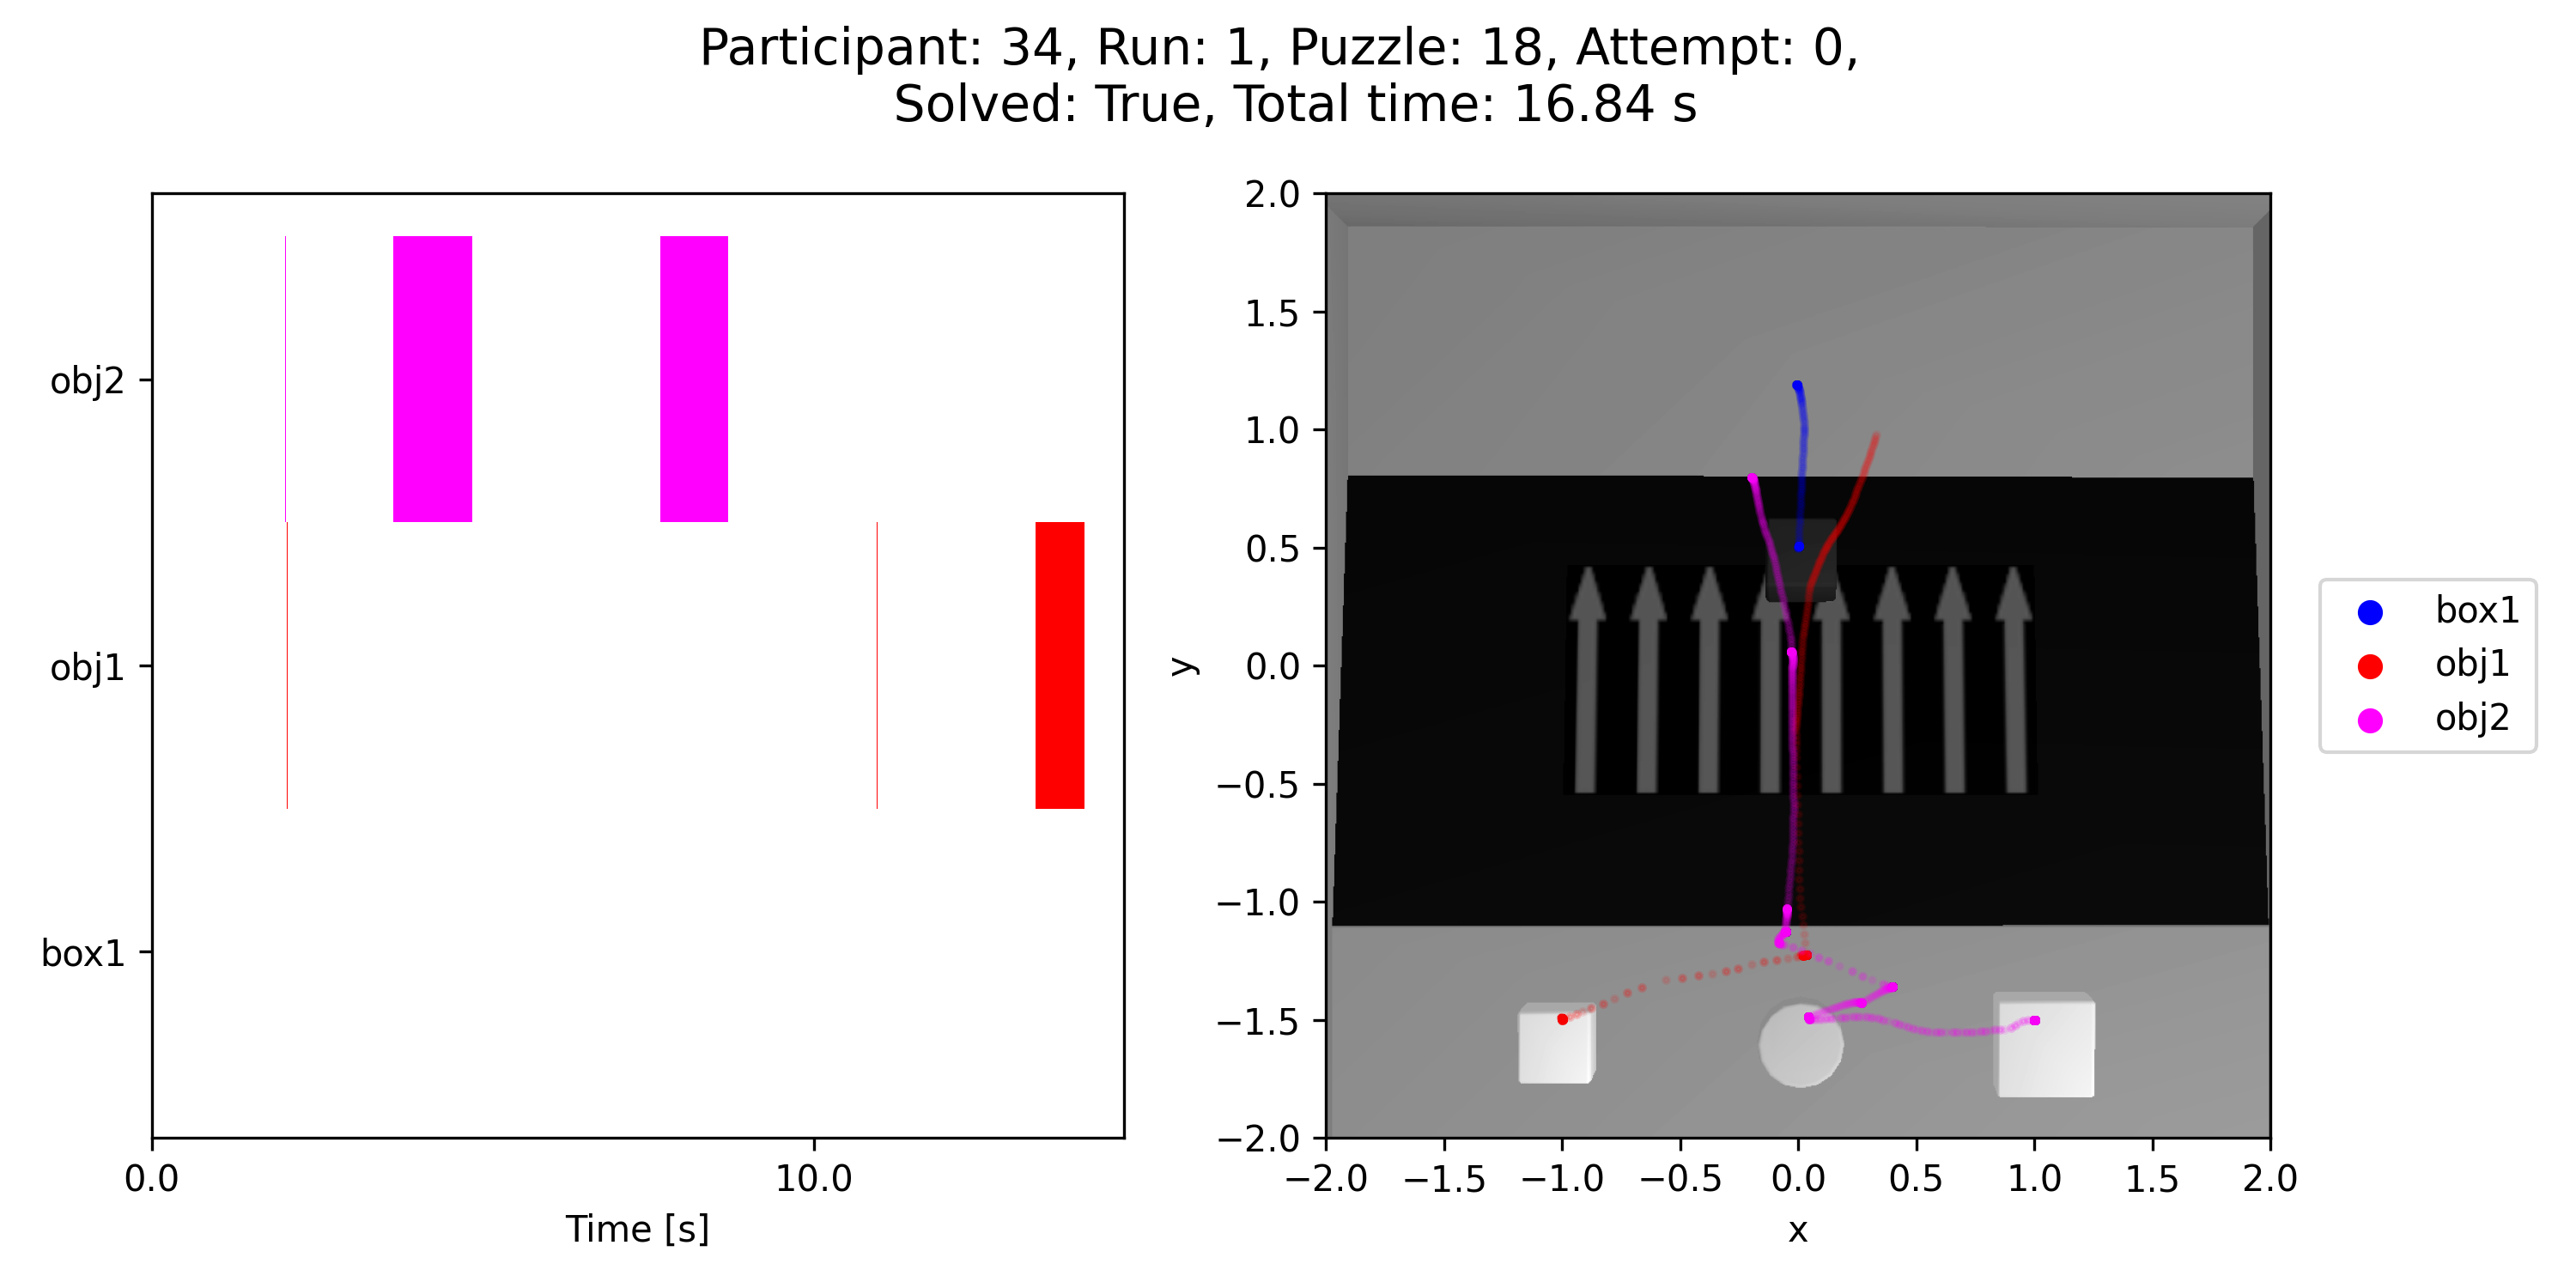 Participant: 34, Run: 1, Puzzle: 18, Attempt: 0,
Solved: True, Total time: 16.84 s
obj2
obj1
box1
0.0
10.0
Time [s]
2.0
1.5
1.0
0.5
0.0
−0.5
−1.0
−1.5
−2.0
y
−2.0
−1.5
−1.0
−0.5
0.0
0.5
1.0
1.5
2.0
x
box1
obj1
obj2